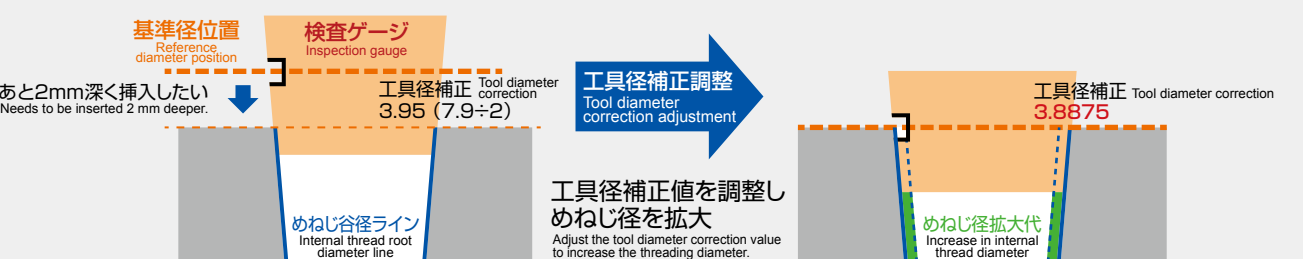 基準径位置
Reference
diameter position
検査ゲージ
Inspection gauge
あと2mm深く挿入したい
Needs to be inserted 2 mm deeper.
工具径補正 Tool diameter
correction
3.95 (7.9÷2)
めねじ谷径ライン
Internal thread root
diameter line
工具径補正調整
Tool diameter
correction adjustment
工具径補正値を調整し
めねじ径を拡大
Adjust the tool diameter correction value
to increase the threading diameter.
工具径補正 Tool diameter correction
3.8875
めねじ径拡大代
Increase in internal
thread diameter